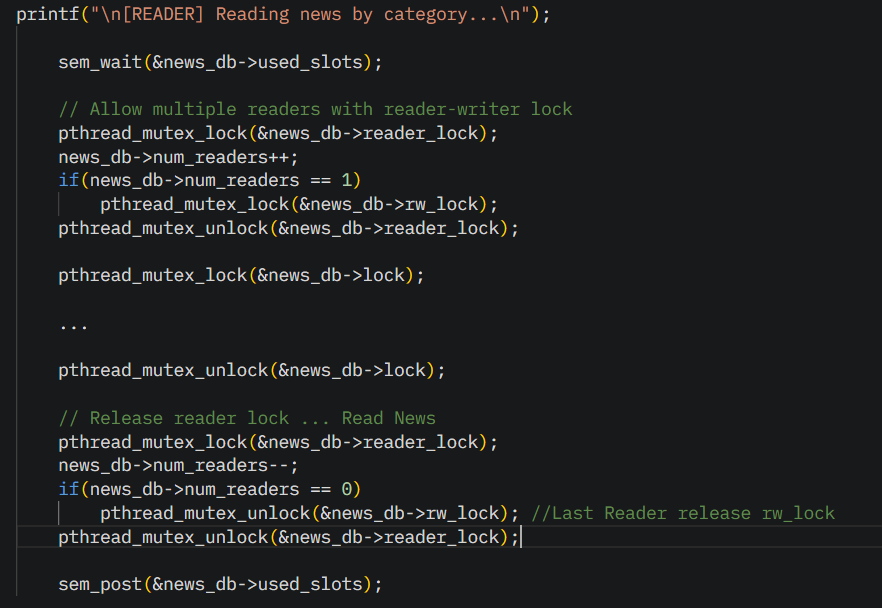 printf("\n[READER] Reading news by category...\n");
sem_wait(&news_db->used_slots);
// Allow multiple readers with reader-writer lock
pthread_mutex_lock(&news_db->reader_lock);
news_db->num_readers++;
if(news_db->num_readers == 1)
pthread_mutex_lock(&news_db->rw_lock);
pthread_mutex_unlock(&news_db->reader_lock);
pthread_mutex_lock(&news_db->lock);
...
pthread_mutex_unlock(&news_db->lock);
// Release reader lock ... Read News
pthread_mutex_lock(&news_db->reader_lock);
news_db->num_readers--;
if(news_db->num_readers == 0)
pthread_mutex_unlock(&news_db->rw_lock); //Last Reader release rw_lock
pthread_mutex_unlock(&news_db->reader_lock);
sem_post(&news_db->used_slots);